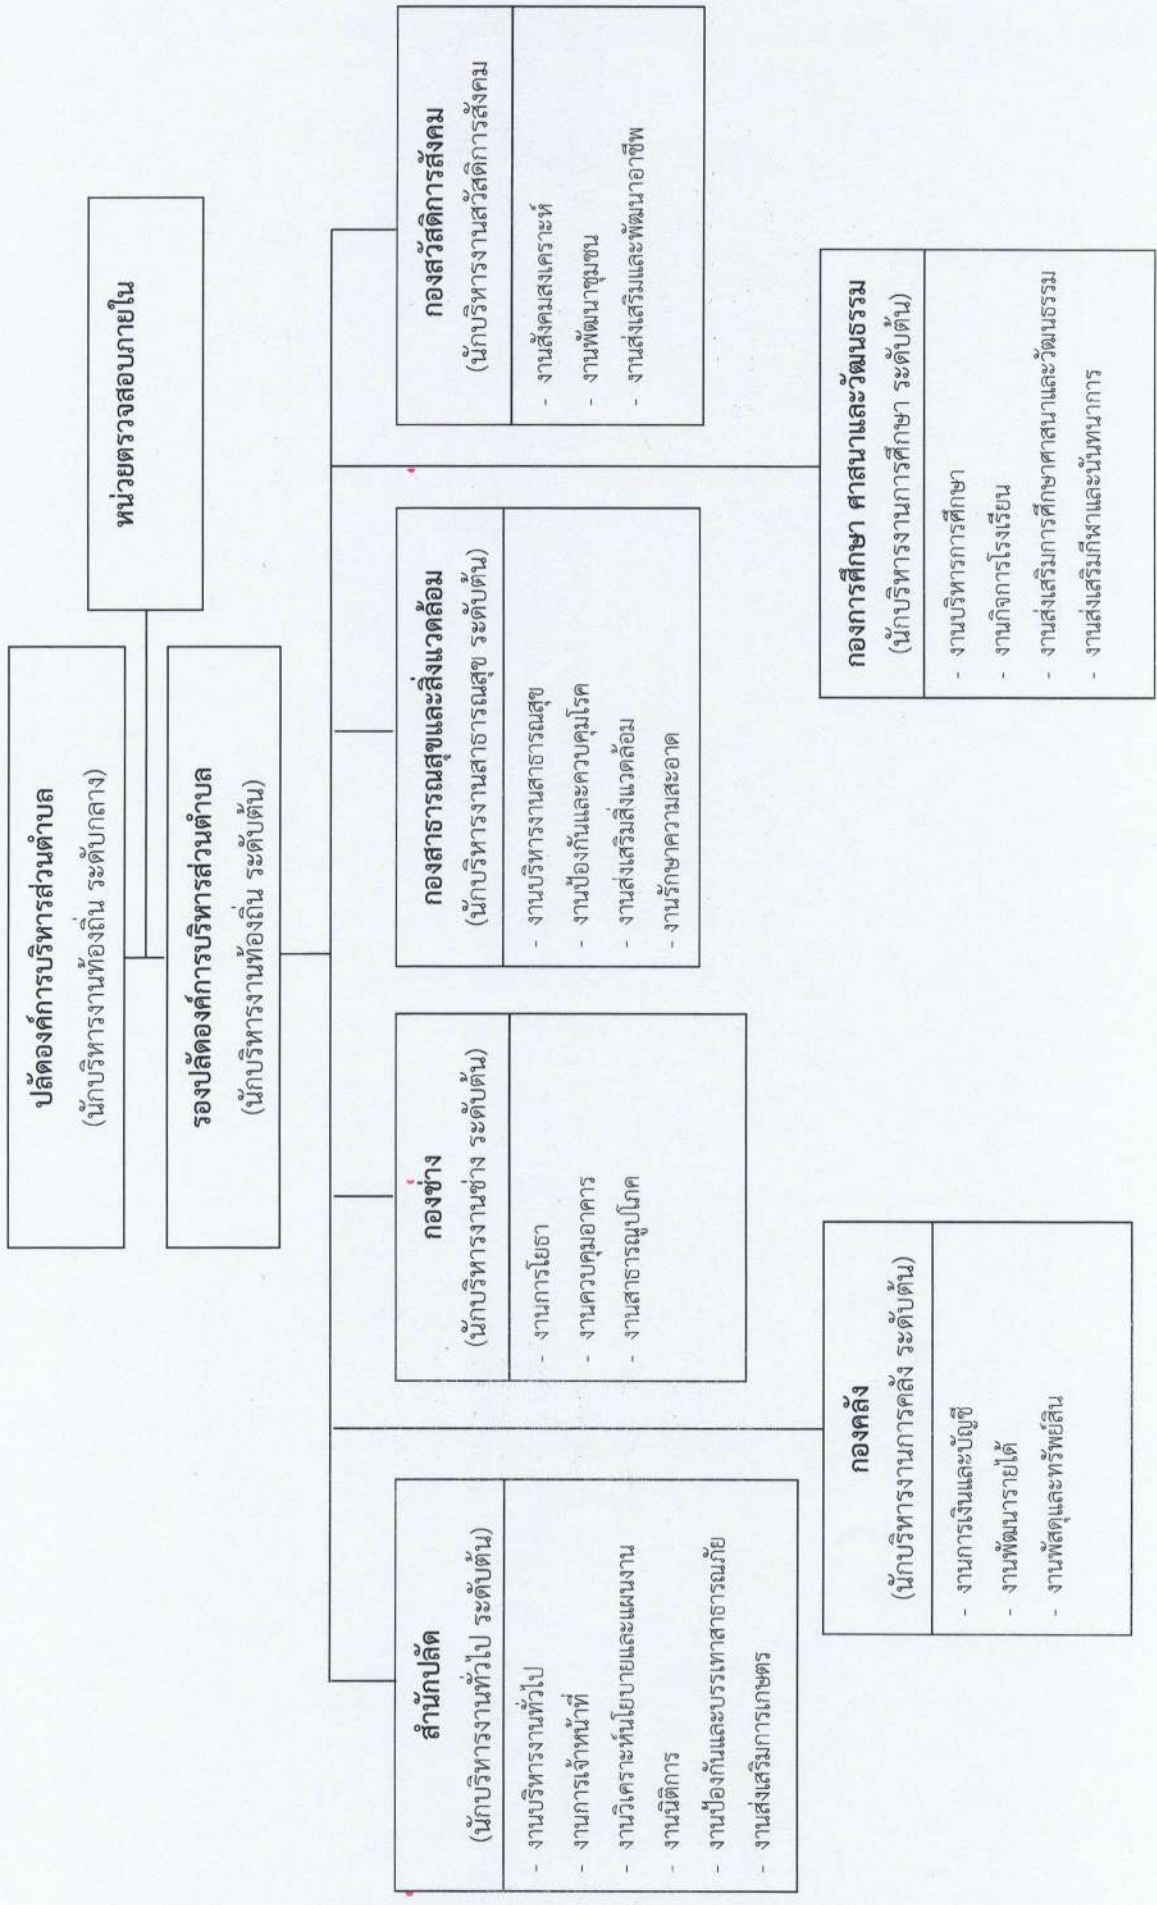 ปลัดองค์การบริหารส่วนตำบล
(นักบริหารงานท้องถิ่น ระดับกลาง)
หน่วยตรวจสอบภายใน
รองปลัดองค์การบริหารส่วนตำบล
(นักบริหารงานท้องถิ่น ระดับต้น)
สำนักปลัด
(นักบริหารงานทั่วไป ระดับต้น)
- งานบริหารงานทั่วไป
- งานการเจ้าหน้าที่
- งานวิเคราะห์นโยบายและแผนงาน
- งานนิติการ
- งานป้องกันและบรรเทาสาธารณภัย
- งานส่งเสริมการเกษตร
กองช่าง
(นักบริหารงานช่าง ระดับต้น)
- งานการโยธา
- งานควบคุมอาคาร
- งานสาธารณูปโภค
กองสาธารณสุขและสิ่งแวดล้อม
(นักบริหารงานสาธารณสุข ระดับต้น)
- งานบริหารงานสาธารณสุข
- งานป้องกันและควบคุมโรค
- งานส่งเสริมสิ่งแวดล้อม
- งานรักษาความสะอาด
กองสวัสดิการสังคม
(นักบริหารงานสวัสดิการสังคม
- งานสังคมสงเคราะห์
- งานพัฒนาชุมชน
- งานส่งเสริมและพัฒนาอาชีพ
กองคลัง
(นักบริหารงานการคลัง ระดับต้น)
- งานการเงินและบัญชี
- งานพัฒนารายได้
- งานพัสดุและทรัพย์สิน
กองการศึกษา ศาสนาและวัฒนธรรม
(นักบริหารงานการศึกษา ระดับต้น)
- งานบริหารการศึกษา
- งานกิจการโรงเรียน
- งานส่งเสริมการศึกษาศาสนาและวัฒนธรรม
- งานส่งเสริมกีฬาและนันทนาการ